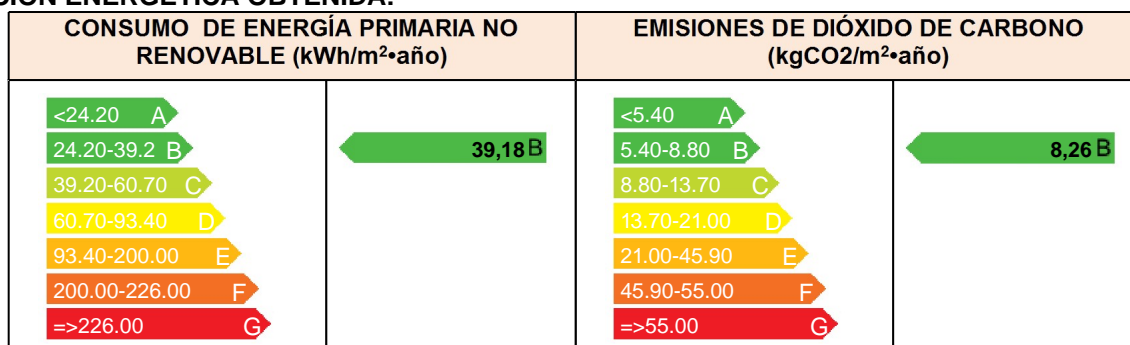 SIÓN ENERGÉTICA OBTENIDA:
CONSUMO DE ENERGÍA PRIMARIA NO
RENOVABLE (kWh/m²•año)
<24.20 A
24.20-39.2 B
39.20-60.70 C
60.70-93.40 D
93.40-200.00 E
200.00-226.00 F
=>226.00 G
39,18 B
EMISIONES DE DIÓXIDO DE CARBONO
(kgCO2/m²•año)
<5.40 A
5.40-8.80 B
8.80-13.70 C
13.70-21.00 D
21.00-45.90 E
45.90-55.00 F
=>55.00 G
8,26 B